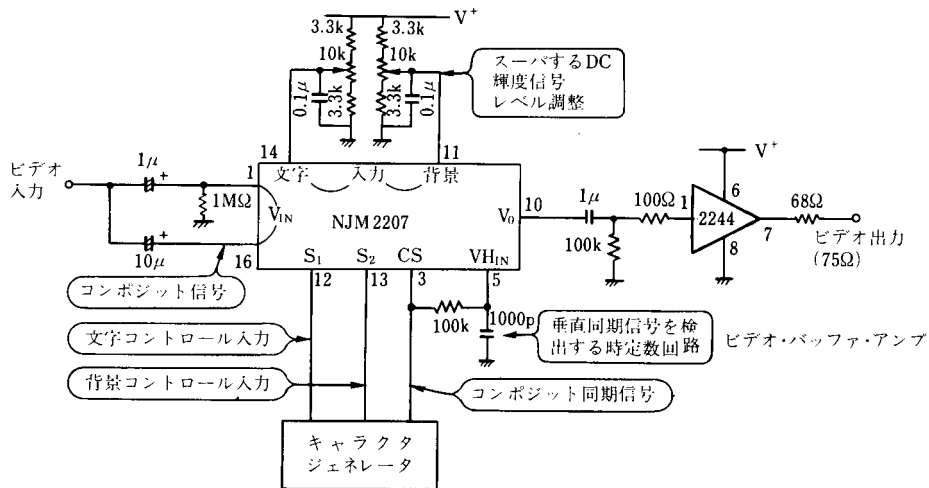 V⁺
3.3k
3.3k
10k
10k
0.1μ
3.3k
3.3k
0.1μ
スーパするDC
輝度信号
レベル調整
ビデオ
入力
1μ
+
1MΩ
10μ
+
コンポジット信号
14
11
1
16
文字
入力
背景
V_IN
NJM2207
V₀
10
S₁
S₂
CS
VH_IN
12
13
3
5
1μ
100k
100Ω
1
2244
V⁺
6
8
7
68Ω
ビデオ出力
(75Ω)
100k
1000p
垂直同期信号を検
出する時定数回路
ビデオ・バッファ・アンプ
文字コントロール入力
背景コントロール入力
コンポジット同期信号
キャラクタ
ジェネレータ